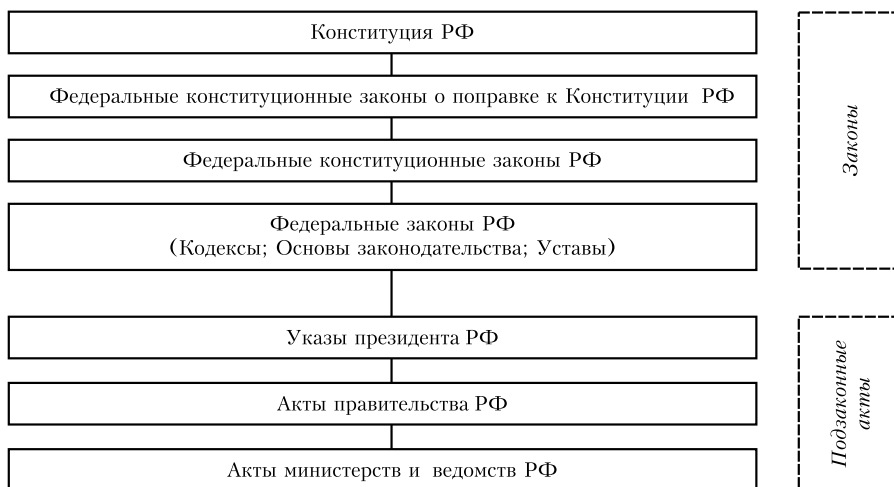 Конституция РФ
Федеральные конституционные законы о поправке к Конституции РФ
Федеральные конституционные законы РФ
Федеральные законы РФ
(Кодексы; Основы законодательства; Уставы)
Законы
Указы президента РФ
Акты правительства РФ
Акты министерств и ведомств РФ
Подзаконные
акты